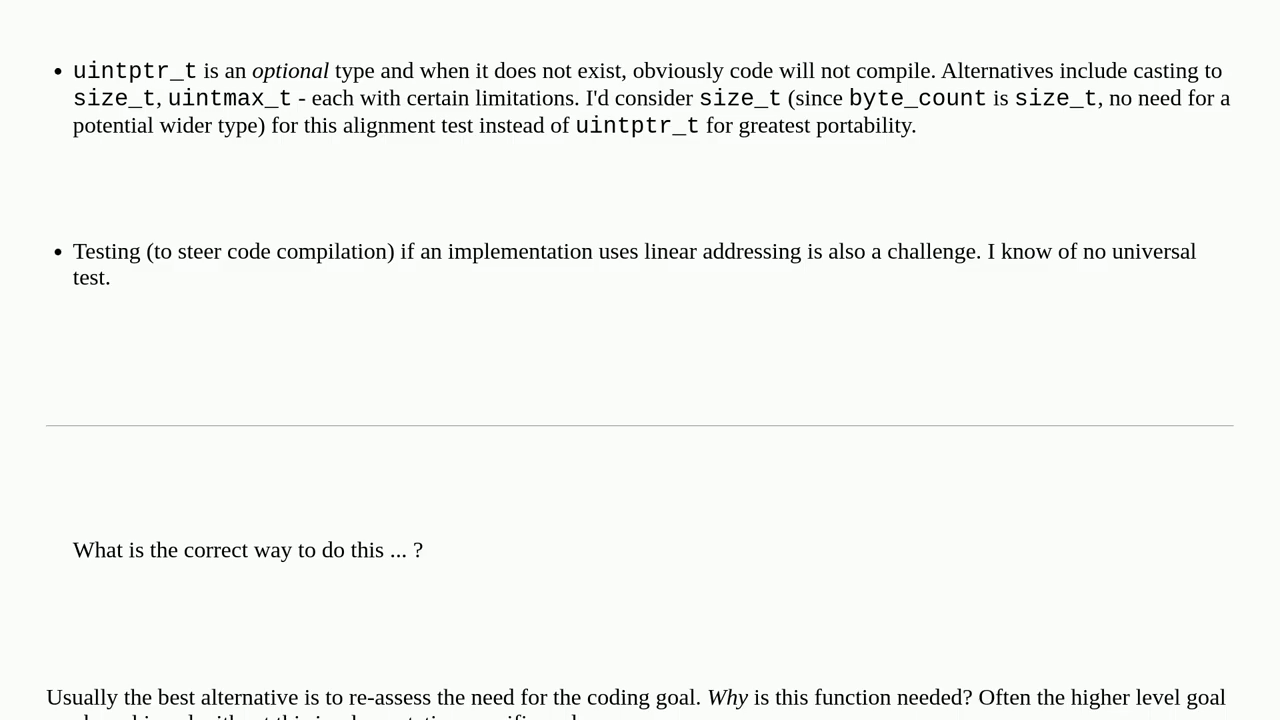 • uintptr_t is an optional type and when it does not exist, obviously code will not compile. Alternatives include casting to
size_t, uintmax_t - each with certain limitations. I'd consider size_t (since byte_count is size_t, no need for a
potential wider type) for this alignment test instead of uintptr_t for greatest portability.
• Testing (to steer code compilation) if an implementation uses linear addressing is also a challenge. I know of no universal
test.
What is the correct way to do this ... ?
Usually the best alternative is to re-assess the need for the coding goal. Why is this function needed? Often the higher level goal